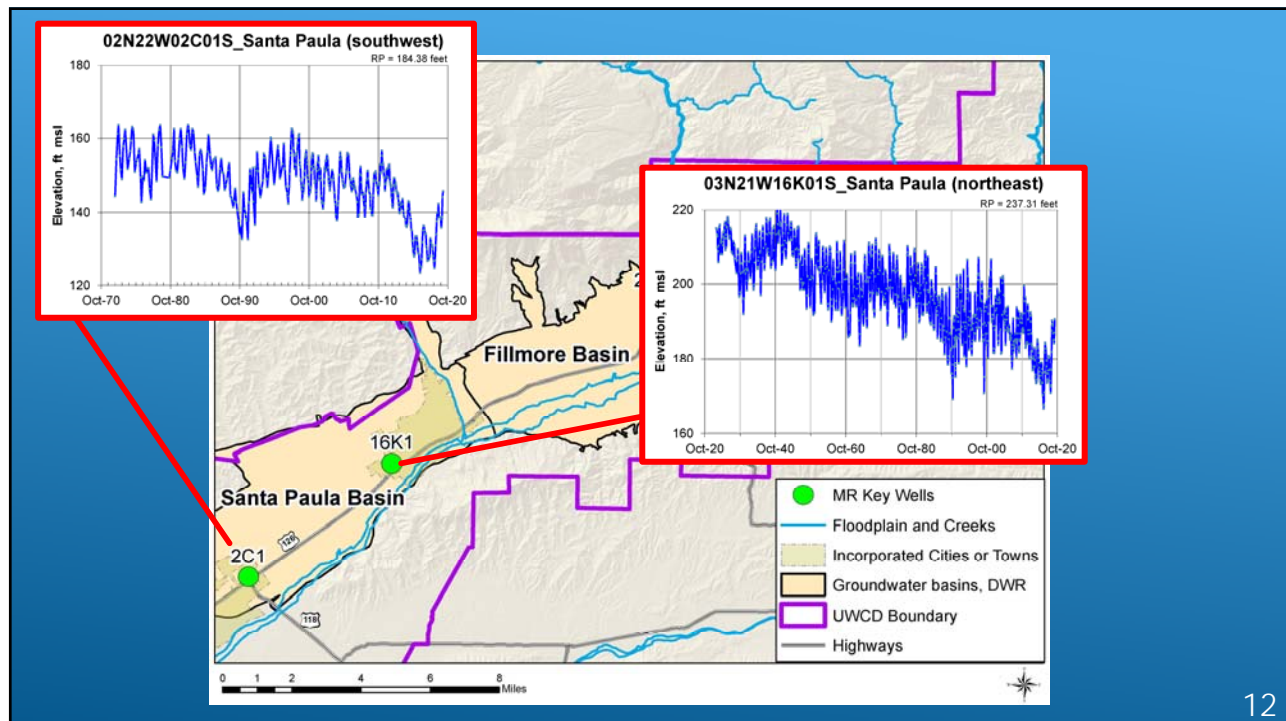 02N22W02C01S_Santa Paula (southwest)
RP = 184.38 feet
Elevation, ft msl
180
160
140
120
Oct-70 Oct-80 Oct-90 Oct-00 Oct-10 Oct-20
03N21W16K01S_Santa Paula (northeast)
RP = 237.31 feet
Elevation, ft msl
220
200
180
160
Oct-20 Oct-40 Oct-60 Oct-80 Oct-00 Oct-20
Fillmore Basin
16K1
Santa Paula Basin
126
2C1
118
MR Key Wells
Floodplain and Creeks
Incorporated Cities or Towns
Groundwater basins, DWR
UWCD Boundary
Highways
0 1 2 4 6 8
Miles
12